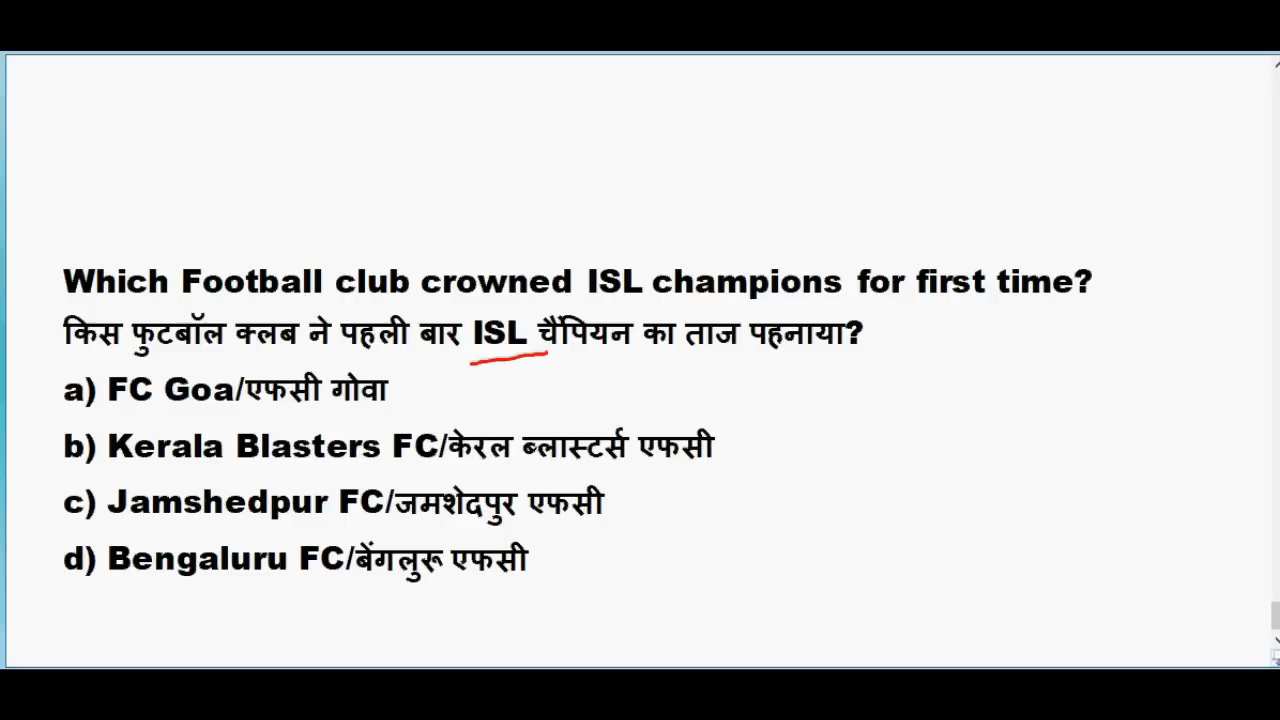 Which Football club crowned ISL champions for first time?
किस फुटबॉल क्लब ने पहली बार ISL चैंपियन का ताज पहनाया?
a) FC Goa/एफसी गोवा
b) Kerala Blasters FC/केरल ब्लास्टर्स एफसी
c) Jamshedpur FC/जमशेदपुर एफसी
d) Bengaluru FC/बेंगलुरू एफसी